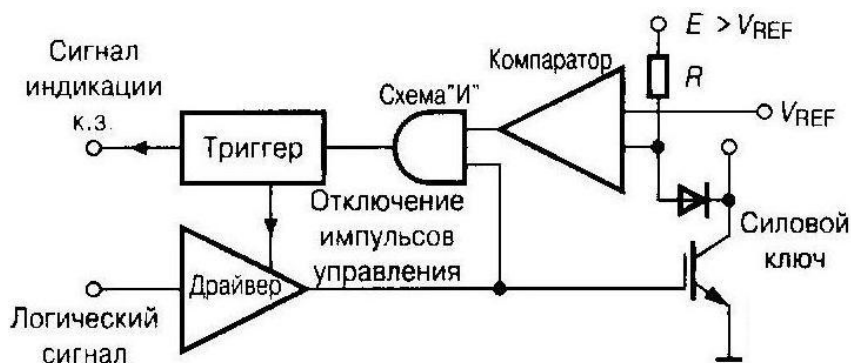 Сигнал
индикации
к.з.
Триггер
Схема"И"
Компаратор
E > VREF
R
VREF
Отключение
импульсов
управления
Силовой
ключ
Драйвер
Логический
сигнал